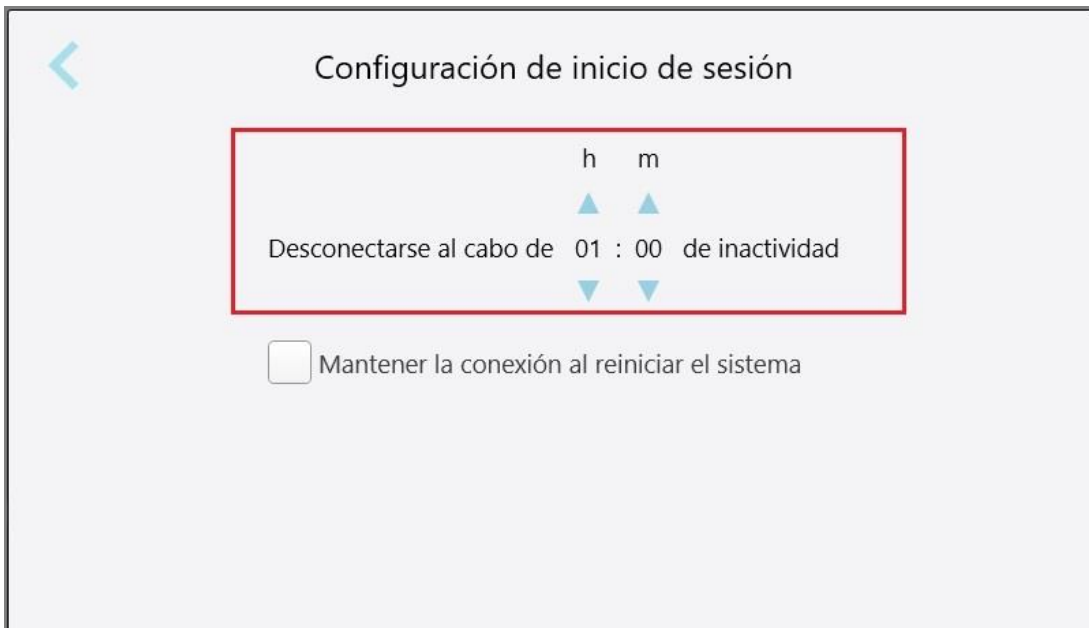 Configuración de inicio de sesión
h m
Desconectarse al cabo de 01 : 00 de inactividad
Mantener la conexión al reiniciar el sistema